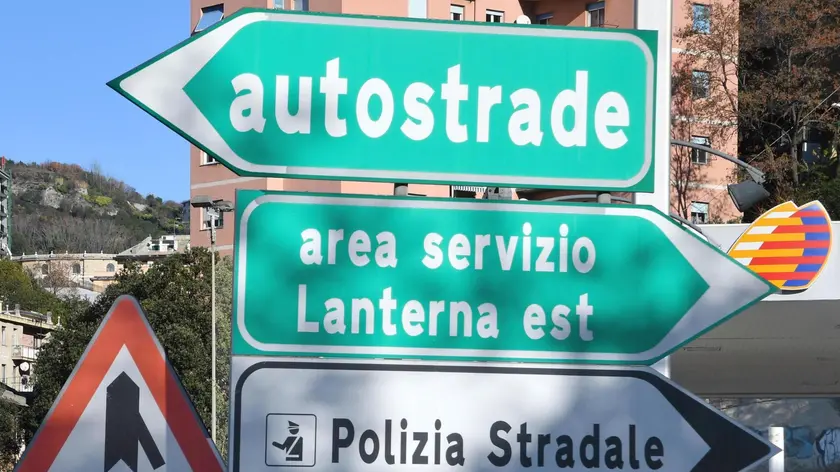 autostrade
area servizio
Lanterna est
Polizia Stradale